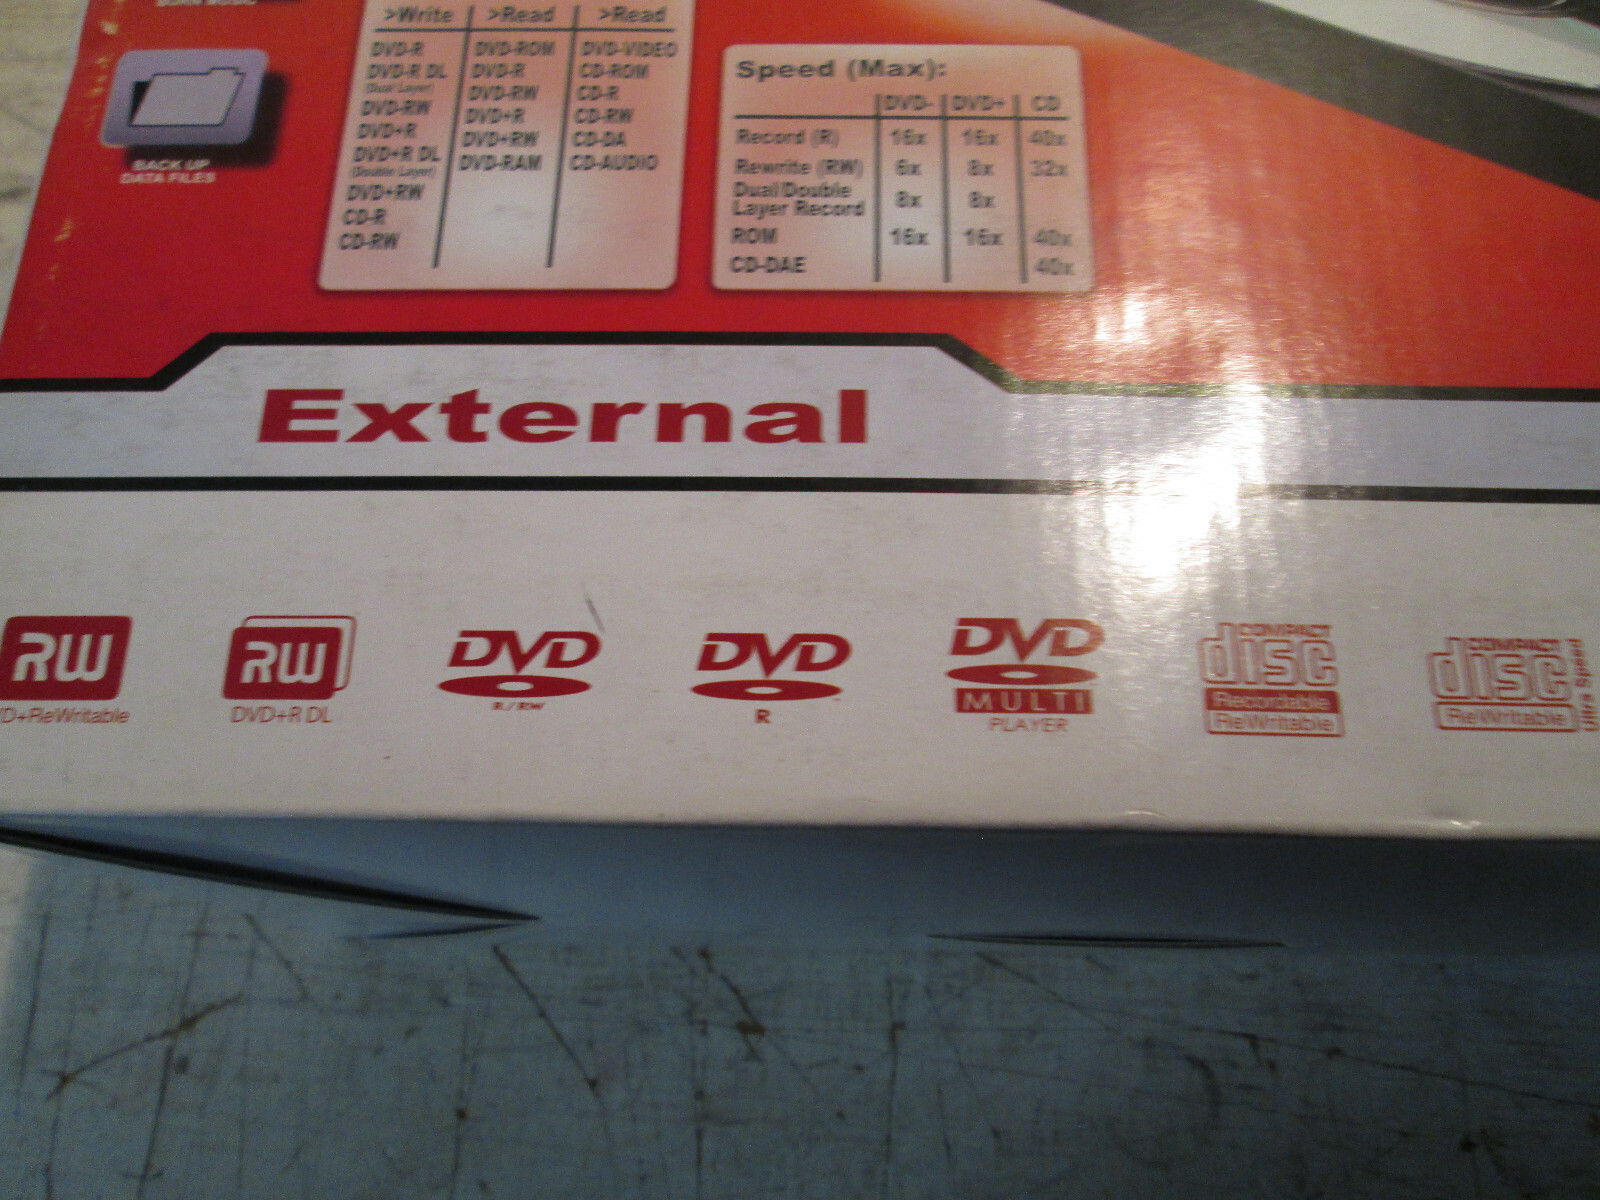 BURN MUSIC
BACK UP
DATA FILES
>Write >Read >Read
DVD-R DVD-ROM DVD-VIDEO
DVD-R DL DVD-R CD-ROM
(Dual Layer)
DVD-RW DVD-RW CD-R
DVD+R DVD+R CD-RW
DVD+R DL DVD+RW CD-DA
(Double Layer)
DVD+RW DVD-RAM CD-AUDIO
CD-R
CD-RW
Speed (Max):
DVD- DVD+ CD
Record (R) 16x 16x 40x
Rewrite (RW) 6x 8x 32x
Dual/Double
Layer Record 8x 8x
ROM 16x 16x 40x
CD-DAE 40x
External
RW
D+ReWritable
RW
DVD+R DL
DVD
R/RW
DVD
R
DVD
MULTI
PLAYER
COMPACT
disc
Recordable
ReWritable
COMPACT
disc
ReWritable
Ultra Speed